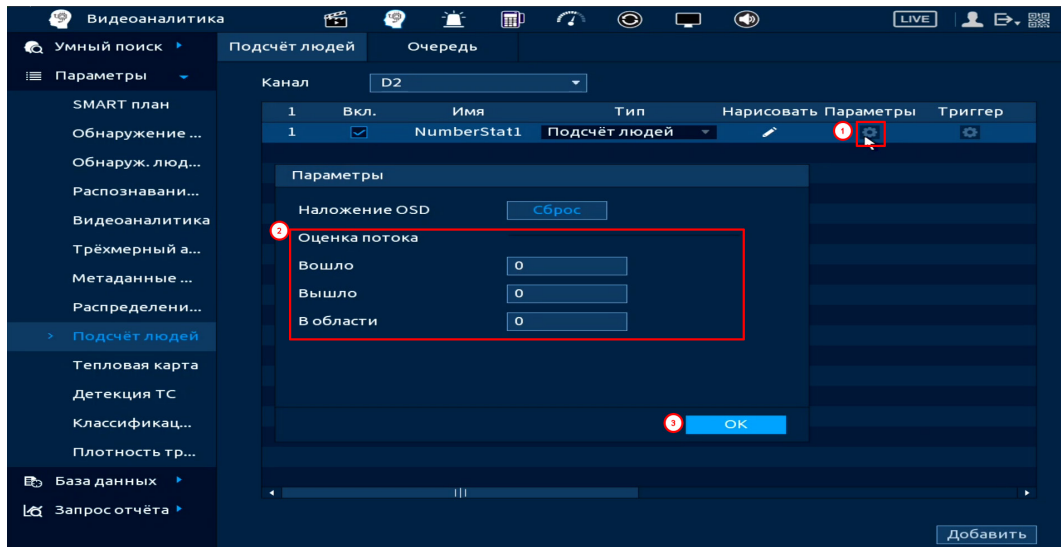 Видеоаналитика
LIVE
Умный поиск
Параметры
SMART план
Обнаружение ...
Обнаруж. люд...
Распознавани...
Видеоаналитика
Трёхмерный а...
Метаданные ...
Распределени...
> Подсчёт людей
Тепловая карта
Детекция ТС
Классификац...
Плотность тр...
База данных
Запрос отчёта
Подсчёт людей Очередь
Канал D2
1 Вкл. Имя Тип Нарисовать Параметры Триггер
1 NumberStat1 Подсчёт людей 1
Параметры
Наложение OSD Сброс
2 Оценка потока
Вошло 0
Вышло 0
В области 0
3 OK
Добавить